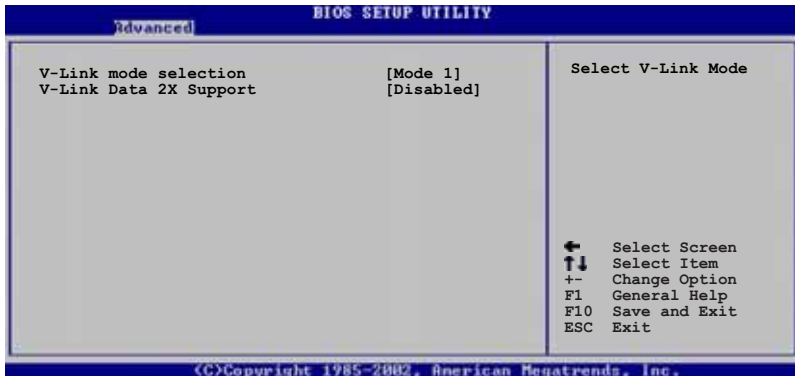 BIOS SETUP UTILITY
Advanced
V-Link mode selection [Mode 1]
V-Link Data 2X Support [Disabled]
Select V-Link Mode
← Select Screen
↑↓ Select Item
+- Change Option
F1 General Help
F10 Save and Exit
ESC Exit
(C)Copyright 1985-2002, American Megatrends, Inc.